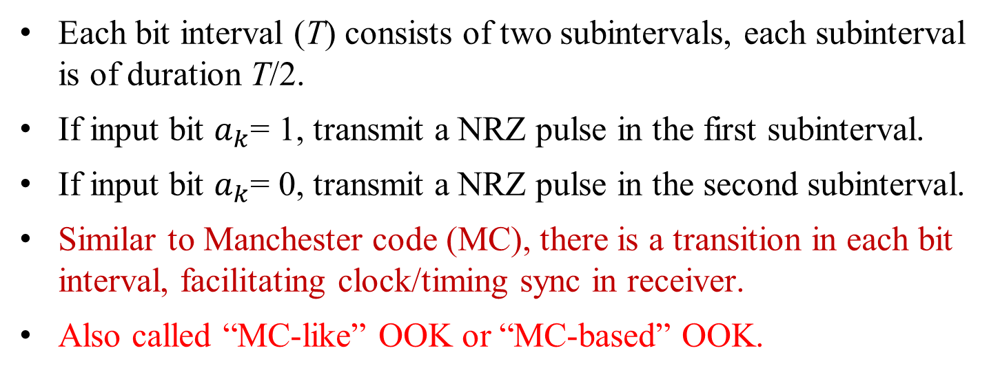 • Each bit interval (T) consists of two subintervals, each subinterval
is of duration T/2.
• If input bit aₖ= 1, transmit a NRZ pulse in the first subinterval.
• If input bit aₖ= 0, transmit a NRZ pulse in the second subinterval.
• Similar to Manchester code (MC), there is a transition in each bit
interval, facilitating clock/timing sync in receiver.
• Also called “MC-like” OOK or “MC-based” OOK.